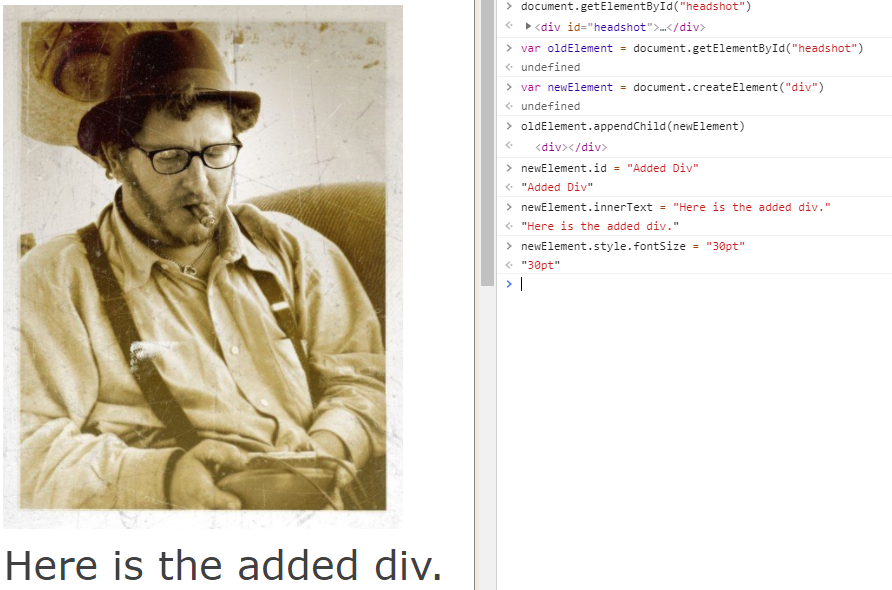 document.getElementById("headshot")
<div id="headshot">…</div>
var oldElement = document.getElementById("headshot")
undefined
var newElement = document.createElement("div")
undefined
oldElement.appendChild(newElement)
<div></div>
newElement.id = "Added Div"
"Added Div"
newElement.innerText = "Here is the added div."
"Here is the added div."
newElement.style.fontSize = "30pt"
"30pt"
Here is the added div.